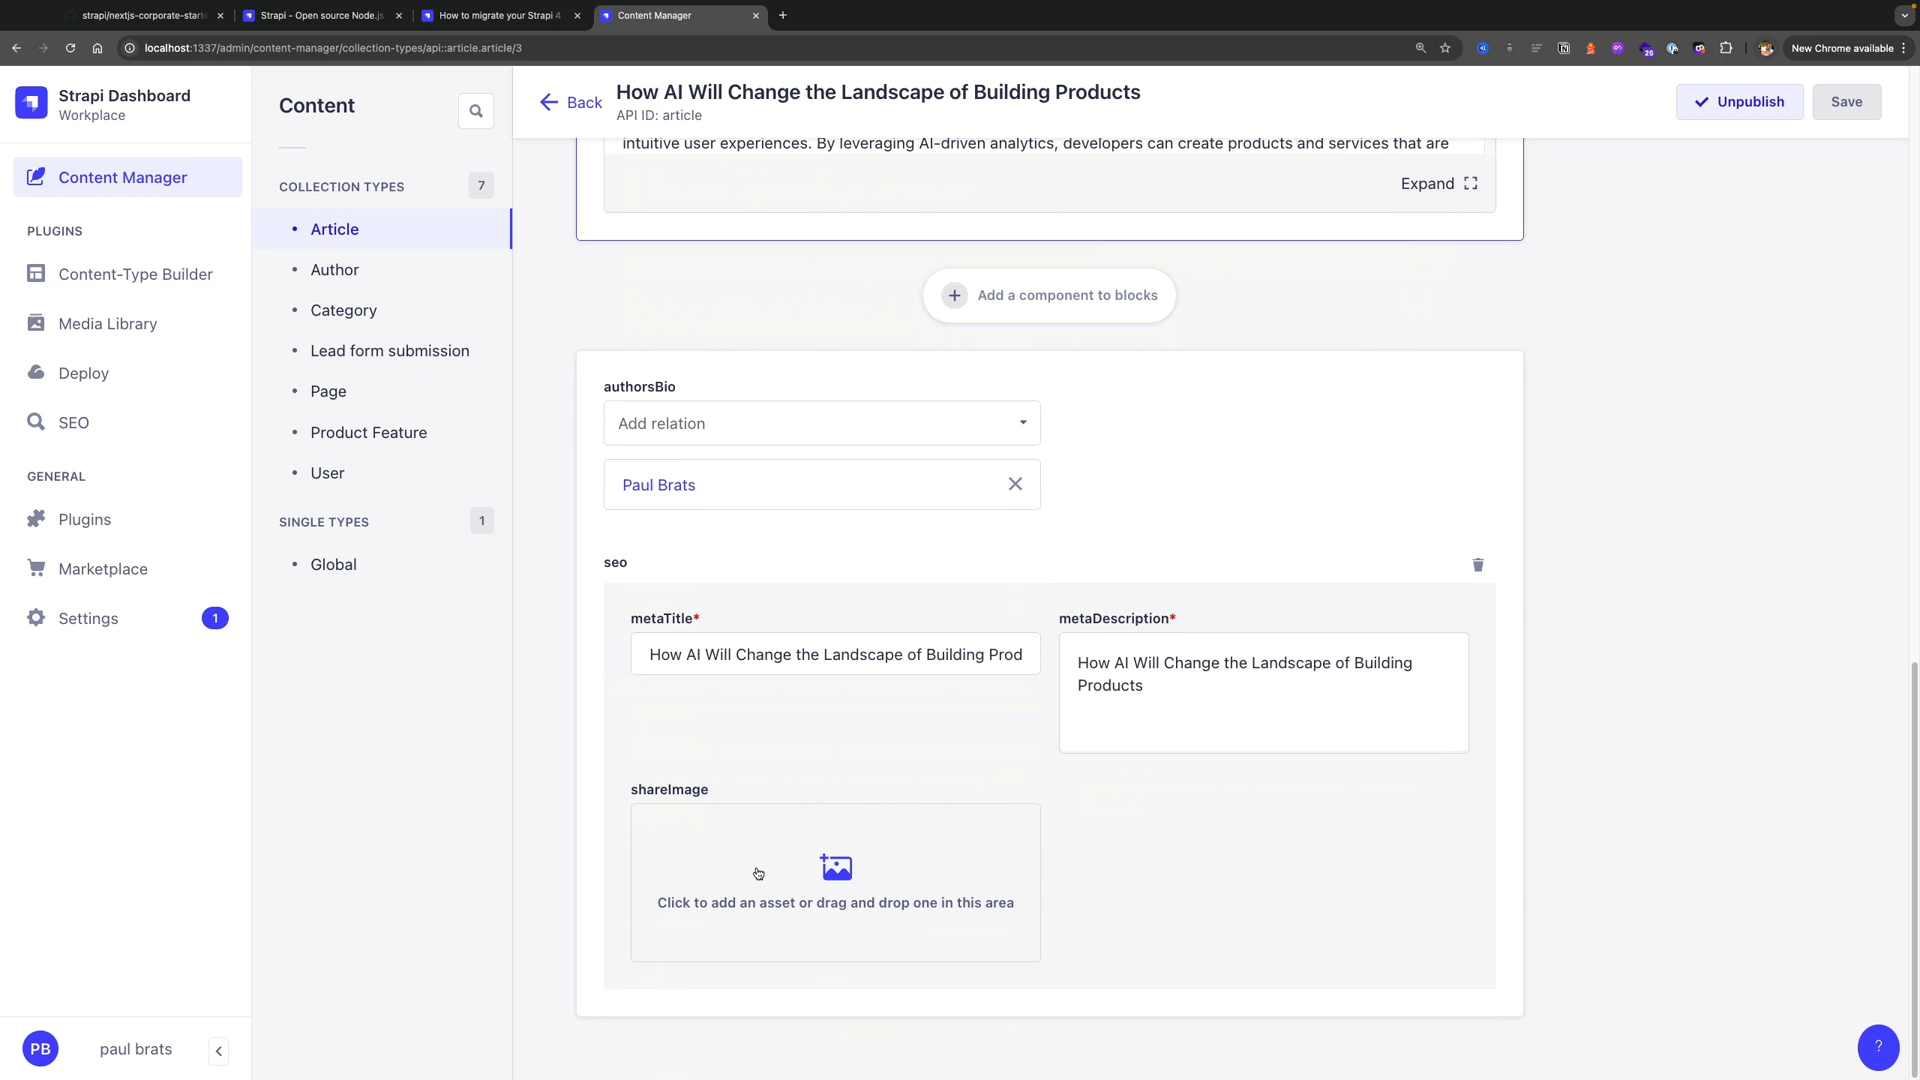 strapi/nextjs-corporate-starte
Strapi - Open source Node.js
How to migrate your Strapi 4
Content Manager
localhost:1337/admin/content-manager/collection-types/api::article.article/3
25
New Chrome available
Strapi Dashboard
Workplace
Content Manager
PLUGINS
Content-Type Builder
Media Library
Deploy
SEO
GENERAL
Plugins
Marketplace
Settings
1
PB
paul brats
Content
COLLECTION TYPES
7
Article
Author
Category
Lead form submission
Page
Product Feature
User
SINGLE TYPES
1
Global
Back
How AI Will Change the Landscape of Building Products
API ID: article
Unpublish
Save
intuitive user experiences. By leveraging AI-driven analytics, developers can create products and services that are
Expand
Add a component to blocks
authorsBio
Add relation
Paul Brats
seo
metaTitle*
How AI Will Change the Landscape of Building Prod
metaDescription*
How AI Will Change the Landscape of Building
Products
shareImage
Click to add an asset or drag and drop one in this area
?